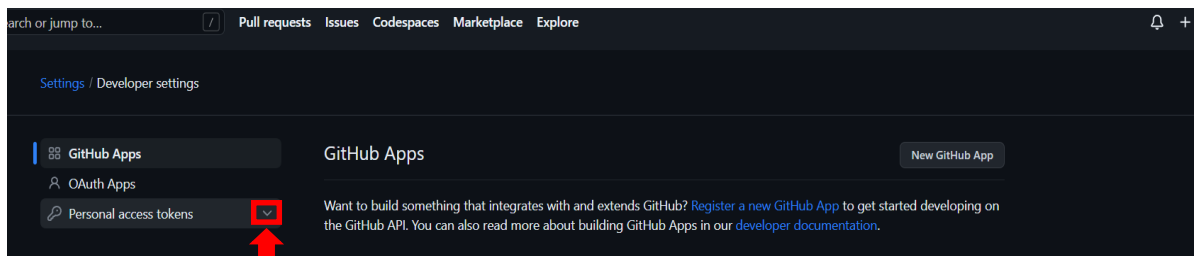 earch or jump to... / Pull requests Issues Codespaces Marketplace Explore
Settings / Developer settings
GitHub Apps
OAuth Apps
Personal access tokens
GitHub Apps
New GitHub App
Want to build something that integrates with and extends GitHub? Register a new GitHub App to get started developing on
the GitHub API. You can also read more about building GitHub Apps in our developer documentation.